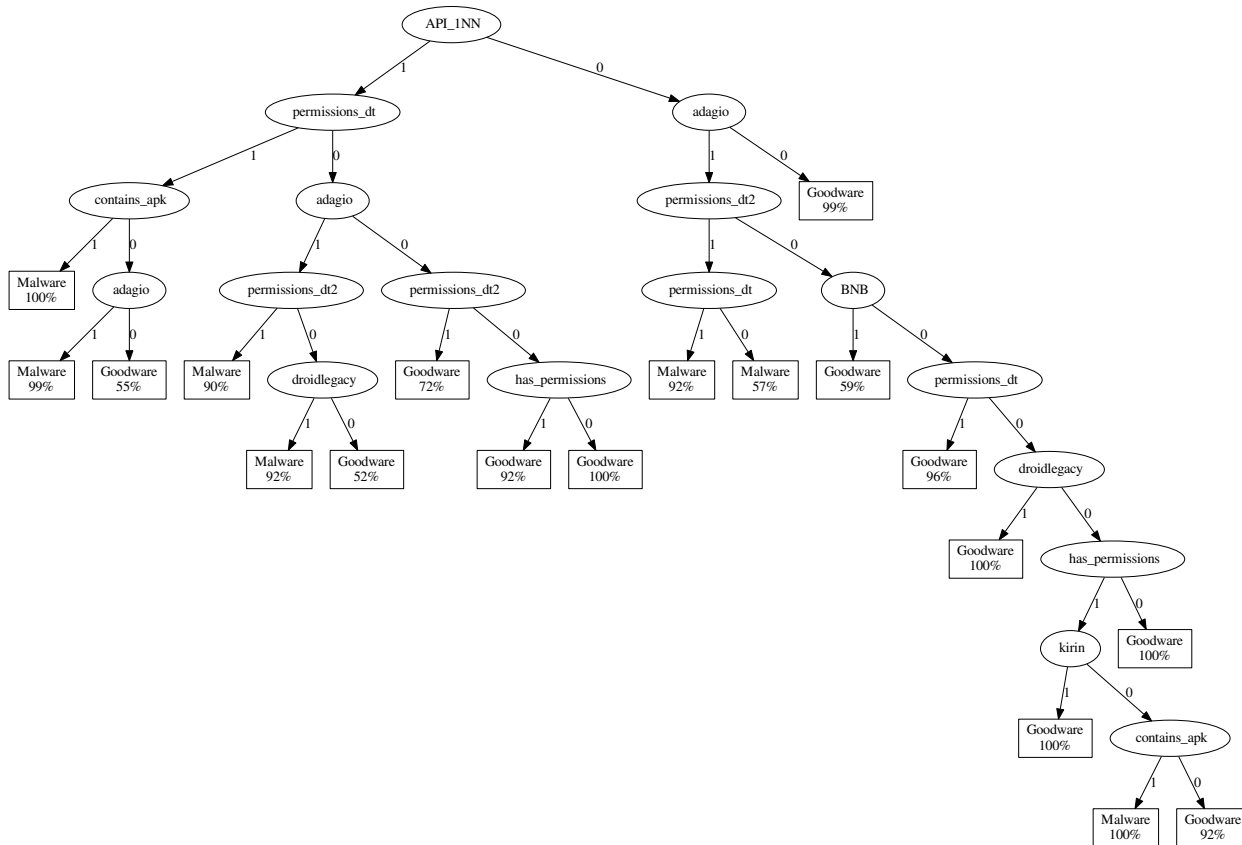 API_1NN
1
0
permissions_dt
adagio
1
0
1
0
contains_apk
adagio
permissions_dt2
Goodware
99%
1
0
1
0
1
0
Malware
100%
adagio
permissions_dt2
permissions_dt2
permissions_dt
BNB
1
0
1
0
1
0
1
0
1
0
Malware
99%
Goodware
55%
Malware
90%
droidlegacy
Goodware
72%
has_permissions
Malware
92%
Malware
57%
Goodware
59%
permissions_dt
1
0
1
0
1
0
Malware
92%
Goodware
52%
Goodware
92%
Goodware
100%
Goodware
96%
droidlegacy
1
0
Goodware
100%
has_permissions
1
0
kirin
Goodware
100%
1
0
Goodware
100%
contains_apk
1
0
Malware
100%
Goodware
92%